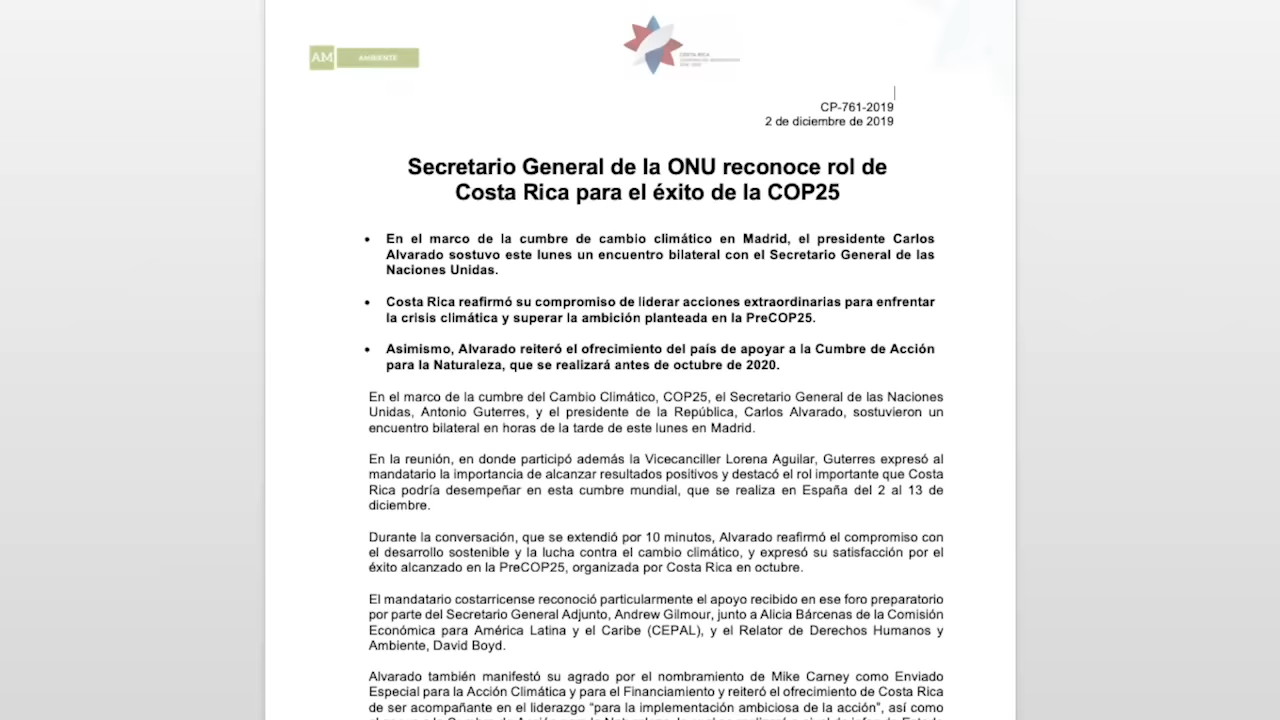 AM AMBIENTE
COSTA RICA
CP-761-2019
2 de diciembre de 2019
Secretario General de la ONU reconoce rol de
Costa Rica para el éxito de la COP25
• En el marco de la cumbre de cambio climático en Madrid, el presidente Carlos
Alvarado sostuvo este lunes un encuentro bilateral con el Secretario General de las
Naciones Unidas.
• Costa Rica reafirmó su compromiso de liderar acciones extraordinarias para enfrentar
la crisis climática y superar la ambición planteada en la PreCOP25.
• Asimismo, Alvarado reiteró el ofrecimiento del país de apoyar a la Cumbre de Acción
para la Naturaleza, que se realizará antes de octubre de 2020.
En el marco de la cumbre del Cambio Climático, COP25, el Secretario General de las Naciones
Unidas, Antonio Guterres, y el presidente de la República, Carlos Alvarado, sostuvieron un
encuentro bilateral en horas de la tarde de este lunes en Madrid.
En la reunión, en donde participó además la Vicecanciller Lorena Aguilar, Guterres expresó al
mandatario la importancia de alcanzar resultados positivos y destacó el rol importante que Costa
Rica podría desempeñar en esta cumbre mundial, que se realiza en España del 2 al 13 de
diciembre.
Durante la conversación, que se extendió por 10 minutos, Alvarado reafirmó el compromiso con
el desarrollo sostenible y la lucha contra el cambio climático, y expresó su satisfacción por el
éxito alcanzado en la PreCOP25, organizada por Costa Rica en octubre.
El mandatario costarricense reconoció particularmente el apoyo recibido en ese foro preparatorio
por parte del Secretario General Adjunto, Andrew Gilmour, junto a Alicia Bárcenas de la Comisión
Económica para América Latina y el Caribe (CEPAL), y el Relator de Derechos Humanos y
Ambiente, David Boyd.
Alvarado también manifestó su agrado por el nombramiento de Mike Carney como Enviado
Especial para la Acción Climática y para el Financiamiento y reiteró el ofrecimiento de Costa Rica
de ser acompañante en el liderazgo “para la implementación ambiciosa de la acción”, así como